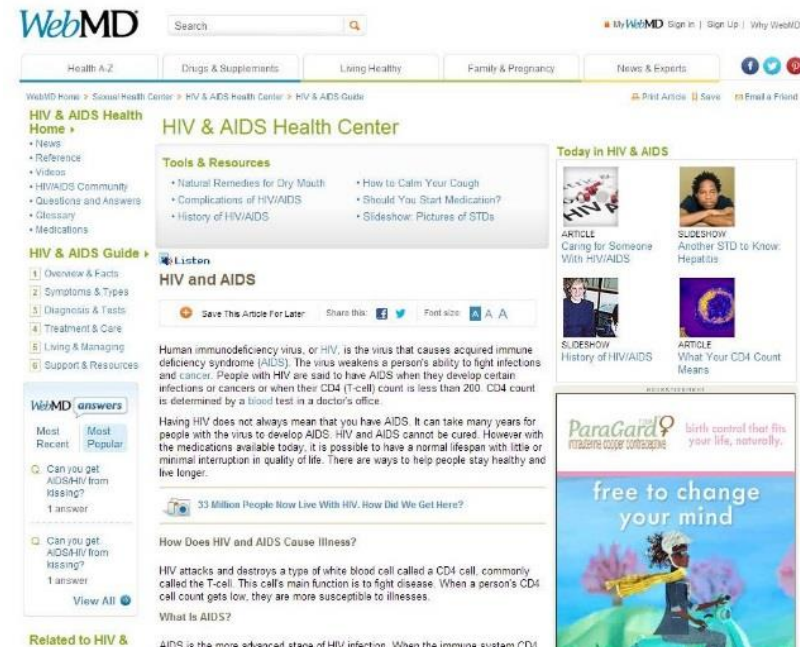 WebMD
Search
My WebMD Sign In | Sign Up | Why WebMD
Health A-Z
Drugs & Supplements
Living Healthy
Family & Pregnancy
News & Experts
WebMD Home > Sexual Health Center > HIV & AIDS Health Center > HIV & AIDS Guide
Print Article Save Email a Friend
HIV & AIDS Health
Home
• News
• Reference
• Videos
• HIV/AIDS Community
• Questions and Answers
• Glossary
• Medications
HIV & AIDS Guide
1 Overview & Facts
2 Symptoms & Types
3 Diagnosis & Tests
4 Treatment & Care
5 Living & Managing
6 Support & Resources
WebMD answers
Most Recent
Most Popular
Q. Can you get
AIDS/HIV from
kissing?
1 answer
Q. Can you get
AIDS/HIV from
kissing?
1 answer
View All
Related to HIV &
HIV & AIDS Health Center
Tools & Resources
• Natural Remedies for Dry Mouth
• Complications of HIV/AIDS
• History of HIV/AIDS
• How to Calm Your Cough
• Should You Start Medication?
• Slideshow: Pictures of STDs
Listen
HIV and AIDS
Save This Article For Later
Share this:
Font size:
A A A
Human immunodeficiency virus, or HIV, is the virus that causes acquired immune
deficiency syndrome (AIDS). The virus weakens a person's ability to fight infections
and cancer. People with HIV are said to have AIDS when they develop certain
infections or cancers or when their CD4 (T-cell) count is less than 200. CD4 count
is determined by a blood test in a doctor's office.
Having HIV does not always mean that you have AIDS. It can take many years for
people with the virus to develop AIDS. HIV and AIDS cannot be cured. However with
the medications available today, it is possible to have a normal lifespan with little or
minimal interruption in quality of life. There are ways to help people stay healthy and
live longer.
33 Million People Now Live With HIV. How Did We Get Here?
How Does HIV and AIDS Cause Illness?
HIV attacks and destroys a type of white blood cell called a CD4 cell, commonly
called the T-cell. This cell's main function is to fight disease. When a person's CD4
cell count gets low, they are more susceptible to illnesses.
What Is AIDS?
AIDS is the more advanced stage of HIV infection. When the immune system CD4
Today in HIV & AIDS
HIV
ARTICLE
Caring for Someone
With HIV/AIDS
SLIDESHOW
Another STD to Know:
Hepatitis
SLIDESHOW
History of HIV/AIDS
ARTICLE
What Your CD4 Count
Means
ADVERTISEMENT
ParaGard
intrauterine copper contraceptive
birth control that fits
your life, naturally.
free to change
your mind